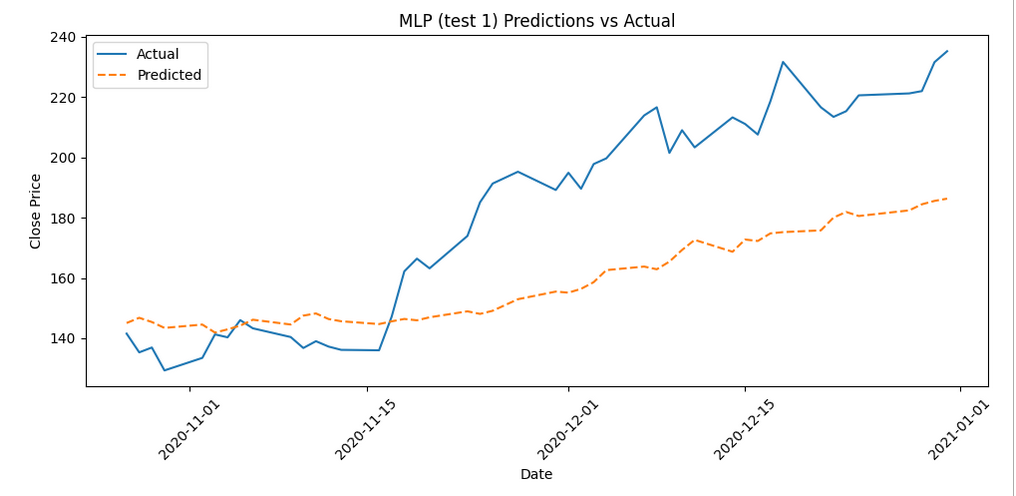 MLP (test 1) Predictions vs Actual
Actual
Predicted
Close Price
240
220
200
180
160
140
2020-11-01
2020-11-15
2020-12-01
2020-12-15
2021-01-01
Date